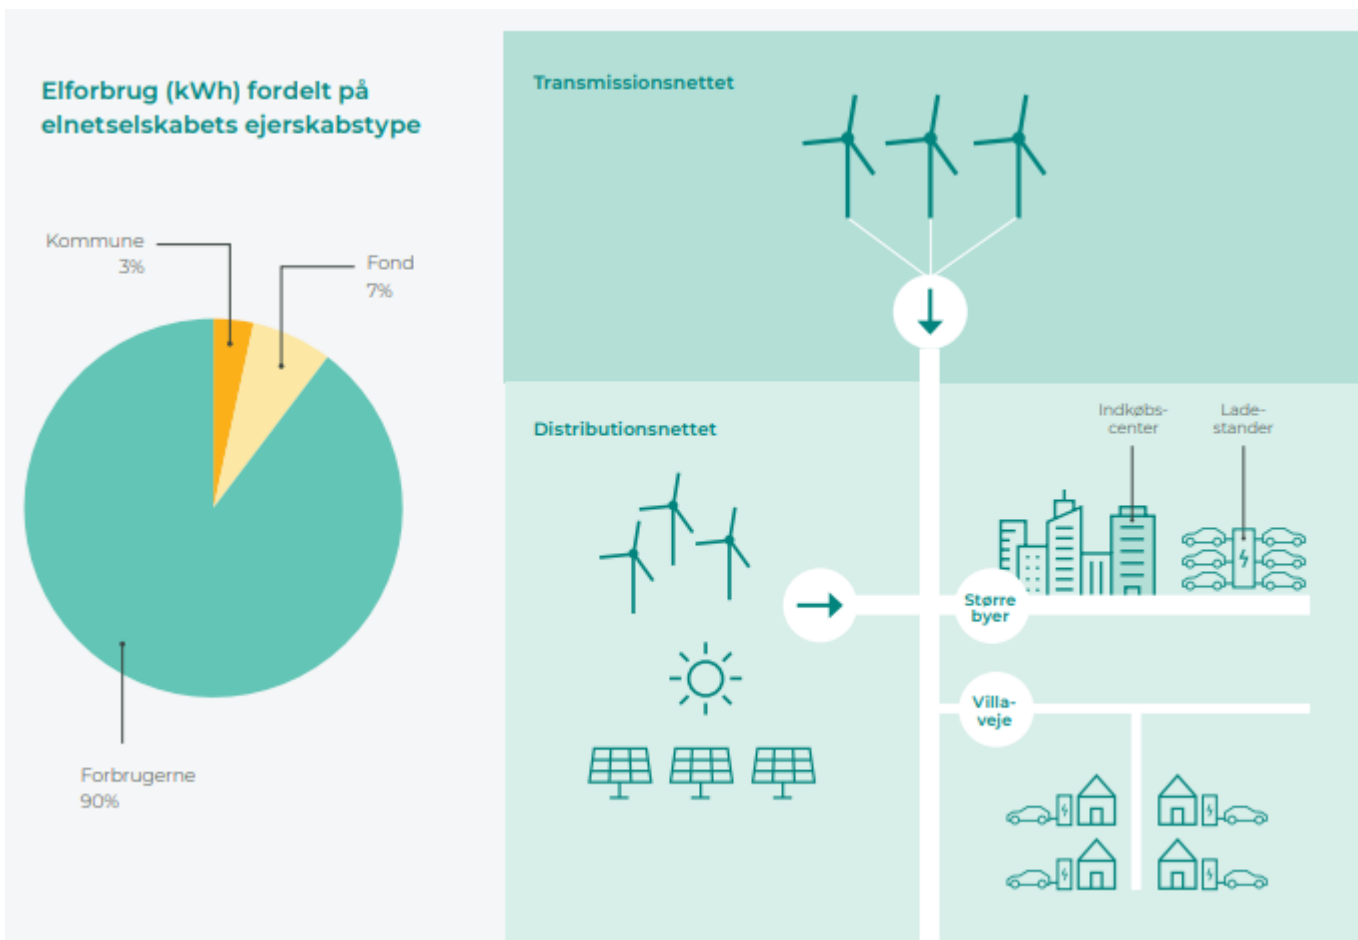 Elforbrug (kWh) fordelt på
elnetselskabets ejerskabstype
Kommune
3%
Fond
7%
Forbrugerne
90%
Transmissionsnettet
Distributionsnettet
Indkøbs-
center
Lade-
stander
Større
byer
Villa-
veje